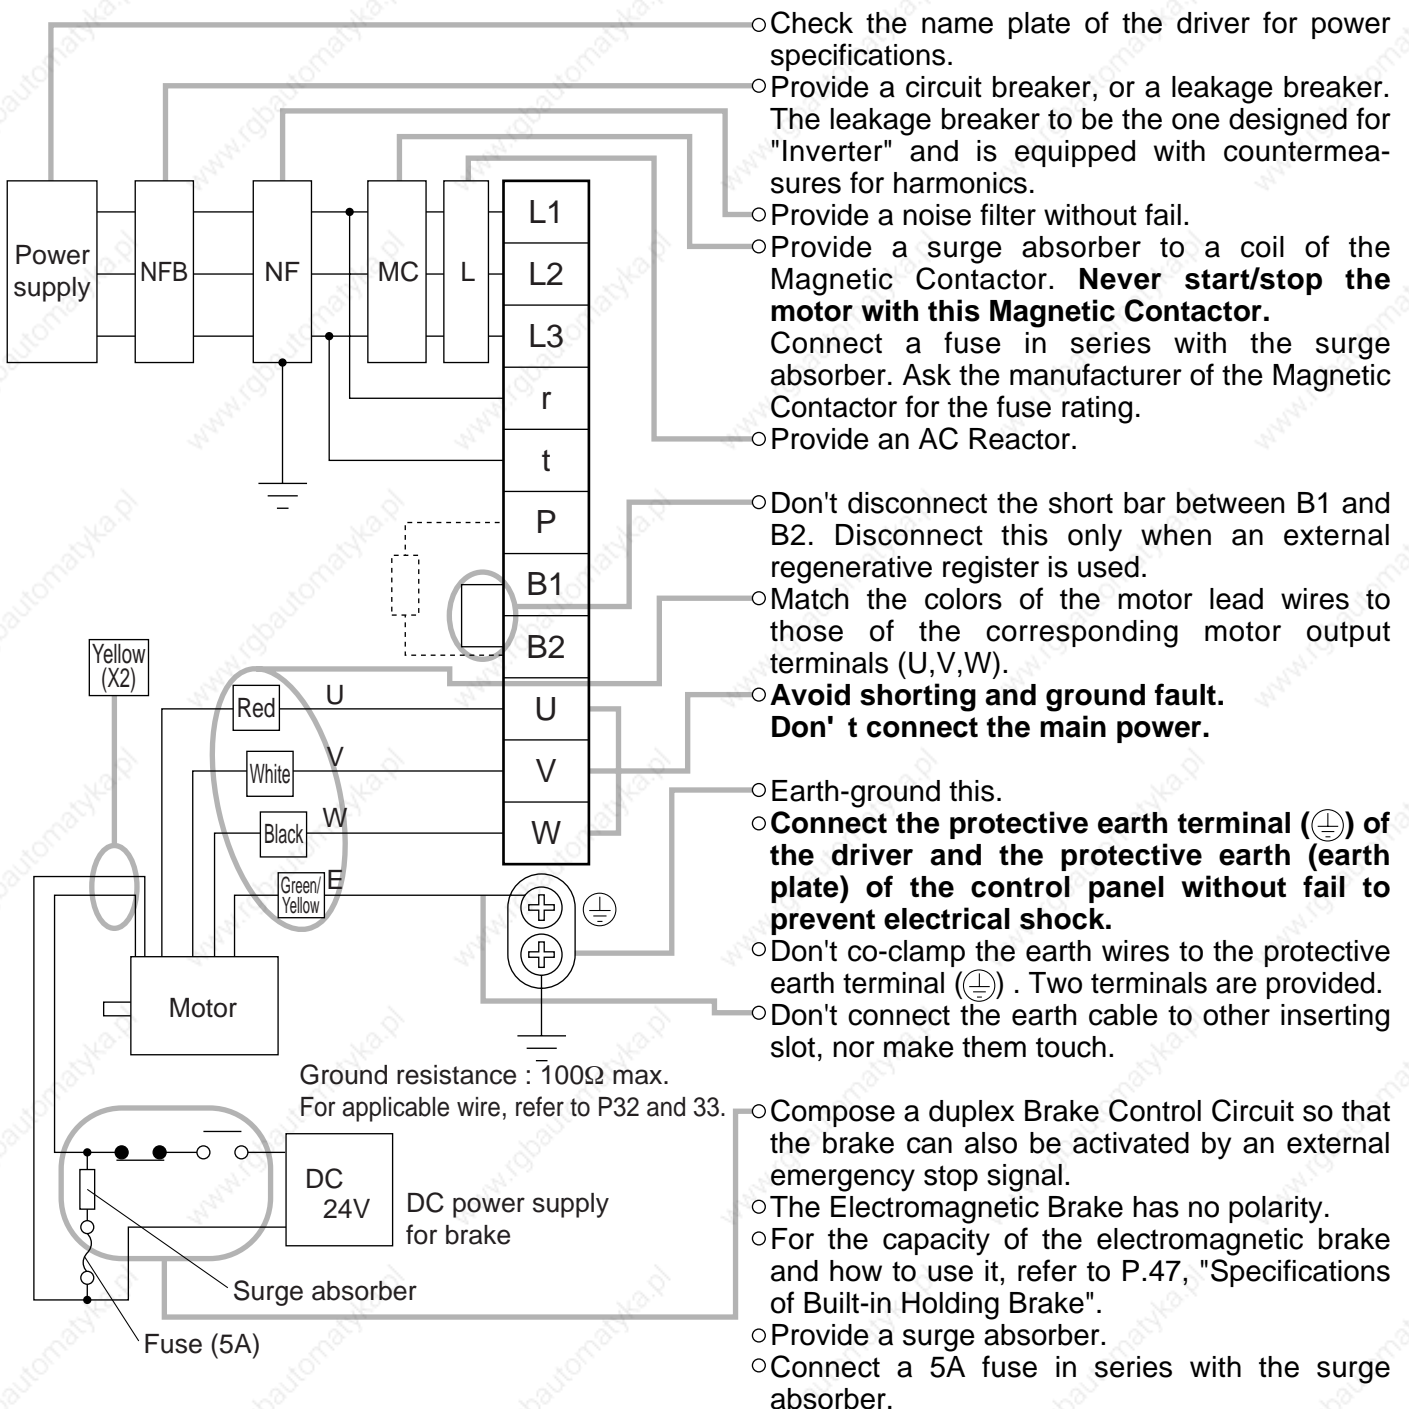 Check the name plate of the driver for power
specifications.
Provide a circuit breaker, or a leakage breaker.
The leakage breaker to be the one designed for
"Inverter" and is equipped with countermea-
sures for harmonics.
Provide a noise filter without fail.
Provide a surge absorber to a coil of the
Magnetic Contactor. Never start/stop the
motor with this Magnetic Contactor.
Connect a fuse in series with the surge
absorber. Ask the manufacturer of the Magnetic
Contactor for the fuse rating.
Provide an AC Reactor.
Don't disconnect the short bar between B1 and
B2. Disconnect this only when an external
regenerative register is used.
Match the colors of the motor lead wires to
those of the corresponding motor output
terminals (U,V,W).
Avoid shorting and ground fault.
Don' t connect the main power.
Earth-ground this.
Connect the protective earth terminal (⏚) of
the driver and the protective earth (earth
plate) of the control panel without fail to
prevent electrical shock.
Don't co-clamp the earth wires to the protective
earth terminal (⏚) . Two terminals are provided.
Don't connect the earth cable to other inserting
slot, nor make them touch.
Compose a duplex Brake Control Circuit so that
the brake can also be activated by an external
emergency stop signal.
The Electromagnetic Brake has no polarity.
For the capacity of the electromagnetic brake
and how to use it, refer to P.47, "Specifications
of Built-in Holding Brake".
Provide a surge absorber.
Connect a 5A fuse in series with the surge
absorber.
Power
supply
NFB
NF
MC
L
L1
L2
L3
r
t
P
B1
B2
U
V
W
Yellow
(X2)
Red
U
White
V
Black
W
Green/
Yellow
E
Motor
Ground resistance : 100Ω max.
For applicable wire, refer to P32 and 33.
DC
24V
DC power supply
for brake
Surge absorber
Fuse (5A)
www.rgbautomatyka.pl